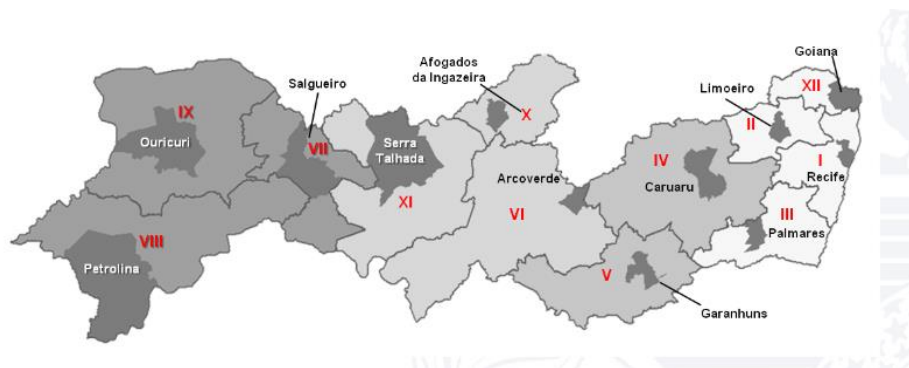 Goiana
Afogados
da Ingazeira
Salgueiro
XII
Limoeiro
IX
X
II
Ouricuri
VII
Serra
Talhada
IV
I
Recife
Arcoverde
Caruaru
XI
VI
III
Palmares
VIII
Petrolina
V
Garanhuns